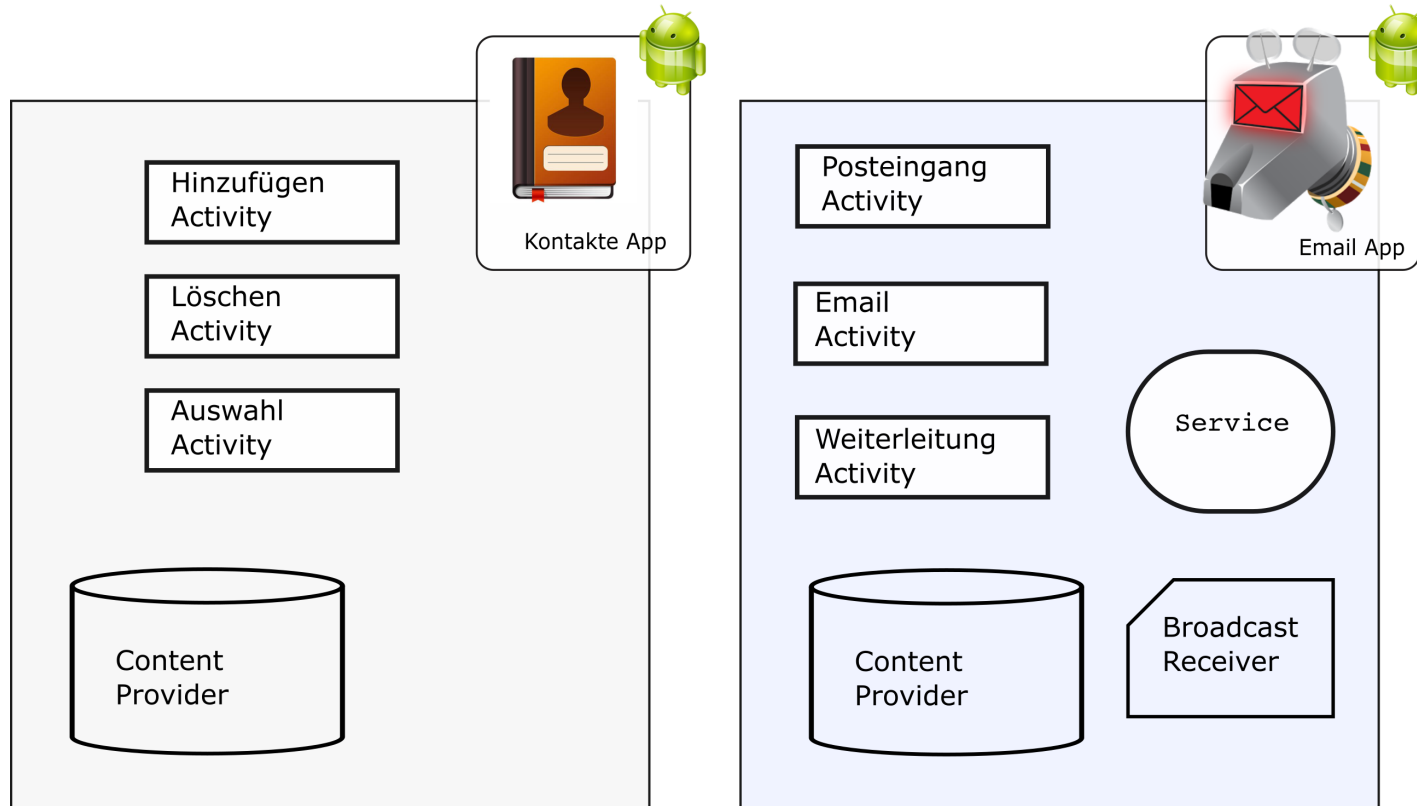 Kontakte App
Hinzufügen
Activity
Löschen
Activity
Auswahl
Activity
Content
Provider
Email App
Posteingang
Activity
Email
Activity
Weiterleitung
Activity
Service
Content
Provider
Broadcast
Receiver